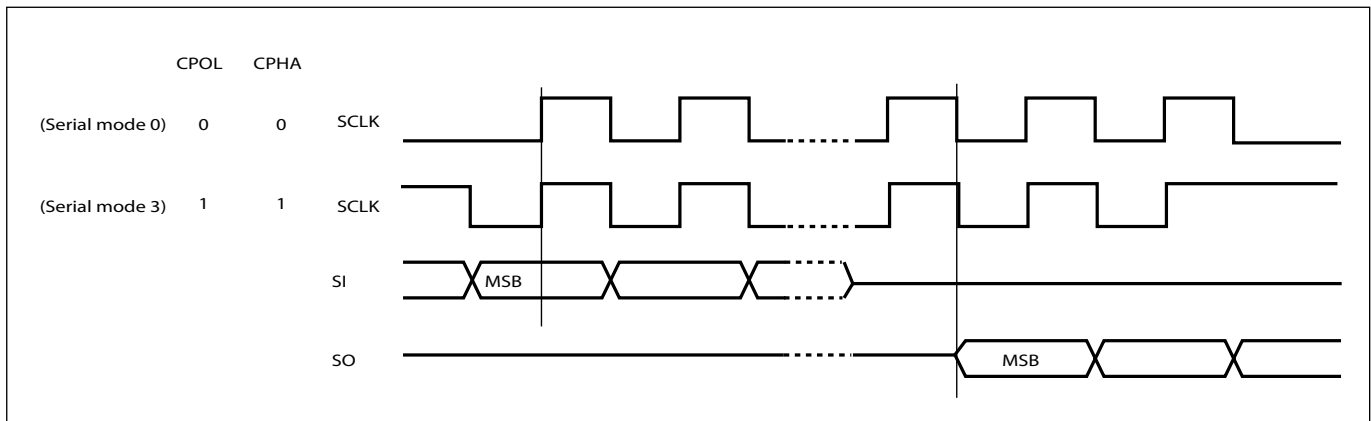 CPOL CPHA
(Serial mode 0) 0 0 SCLK
(Serial mode 3) 1 1 SCLK
SI MSB
SO MSB